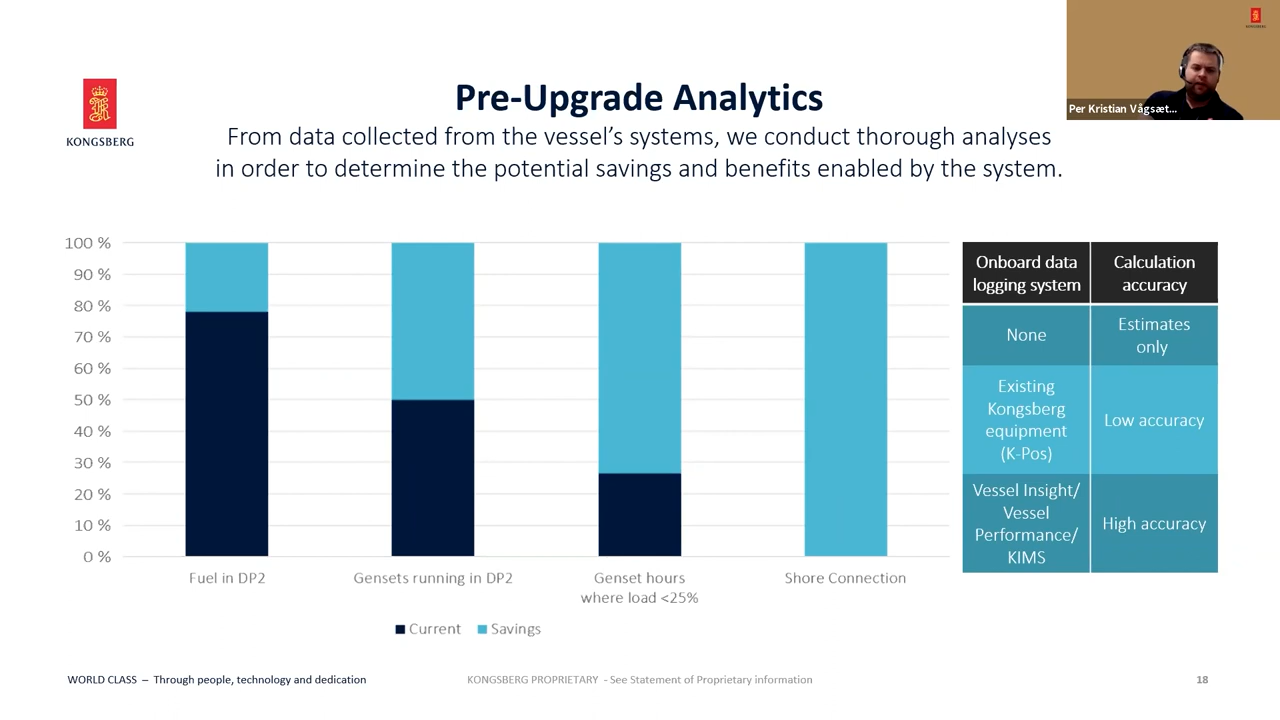 KONGSBERG
Per Kristian Vågsæt...
KONGSBERG
Pre-Upgrade Analytics
From data collected from the vessel's systems, we conduct thorough analyses
in order to determine the potential savings and benefits enabled by the system.
100 %
90 %
80 %
70 %
60 %
50 %
40 %
30 %
20 %
10 %
0 %
Fuel in DP2
Gensets running in DP2
Genset hours
where load <25%
Shore Connection
Current
Savings
Onboard data
logging system
Calculation
accuracy
None
Estimates
only
Existing
Kongsberg
equipment
(K-Pos)
Low accuracy
Vessel Insight/
Vessel
Performance/
KIMS
High accuracy
WORLD CLASS – Through people, technology and dedication
KONGSBERG PROPRIETARY - See Statement of Proprietary information
18